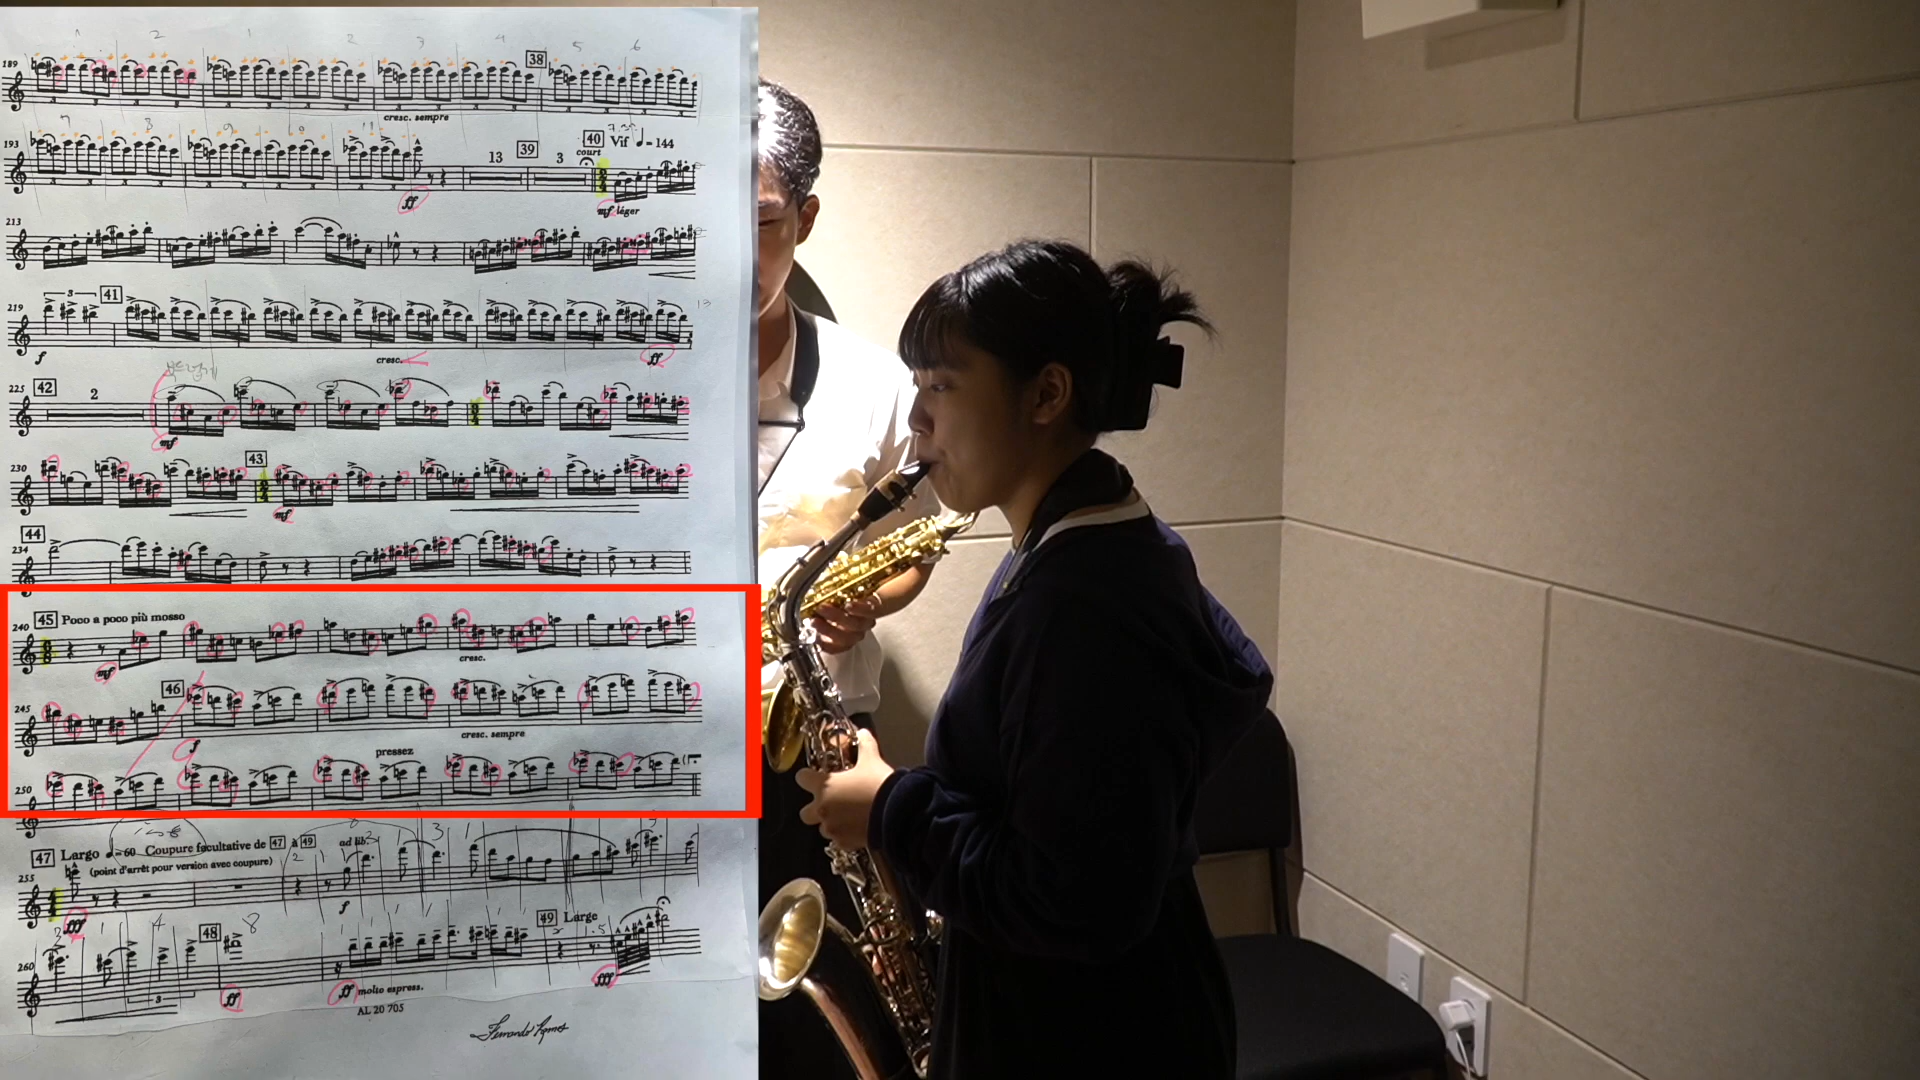 189
38
cresc. sempre
193
13 39 3 court 40 Vif ♩=144
ff
mf léger
213
219 3 41
f cresc. ff
225 42 2
mf
230 43
mf
44
234
45 Poco a poco più mosso
240
mf cresc.
46
245
f cresc. sempre
pressez
250
47 Largo ♩=60 Coupure facultative de 47 à 49 ad lib.
(point d'arrêt pour version avec coupure)
255
fff f
48 49 Large
260
3 ff ff molto espress. fff
AL 20 705